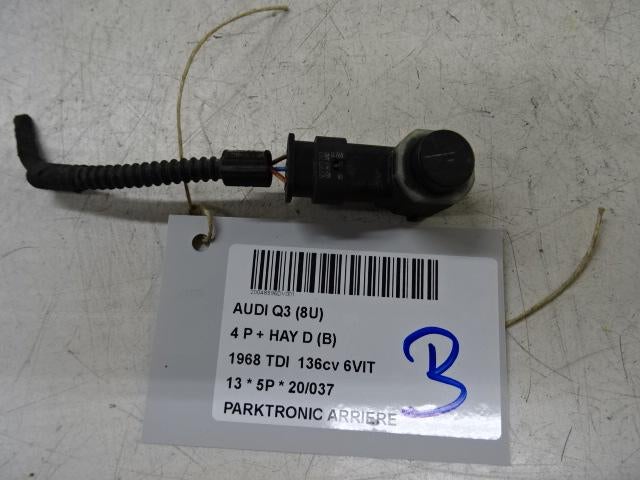 AUDI Q3 (8U)
4 P + HAY D (B)
1968 TDI 136cv 6VIT
13 * 5P * 20/037
PARKTRONIC ARRIERE
B